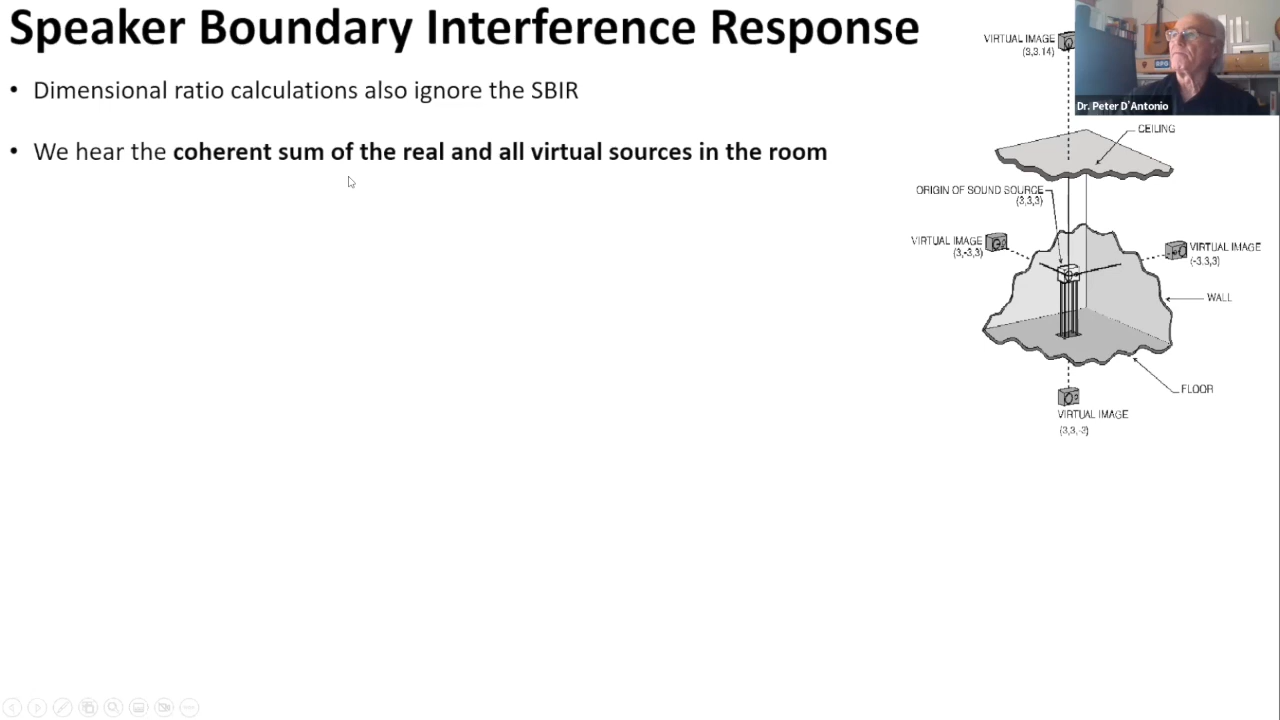 Speaker Boundary Interference Response
• Dimensional ratio calculations also ignore the SBIR
• We hear the coherent sum of the real and all virtual sources in the room
VIRTUAL IMAGE
(3,3,14)
Dr. Peter D'Antonio
CEILING
ORIGIN OF SOUND SOURCE
(3,3,3)
VIRTUAL IMAGE
(3,-3,3)
VIRTUAL IMAGE
(-3,3,3)
WALL
FLOOR
VIRTUAL IMAGE
(3,3,-3)
RPG